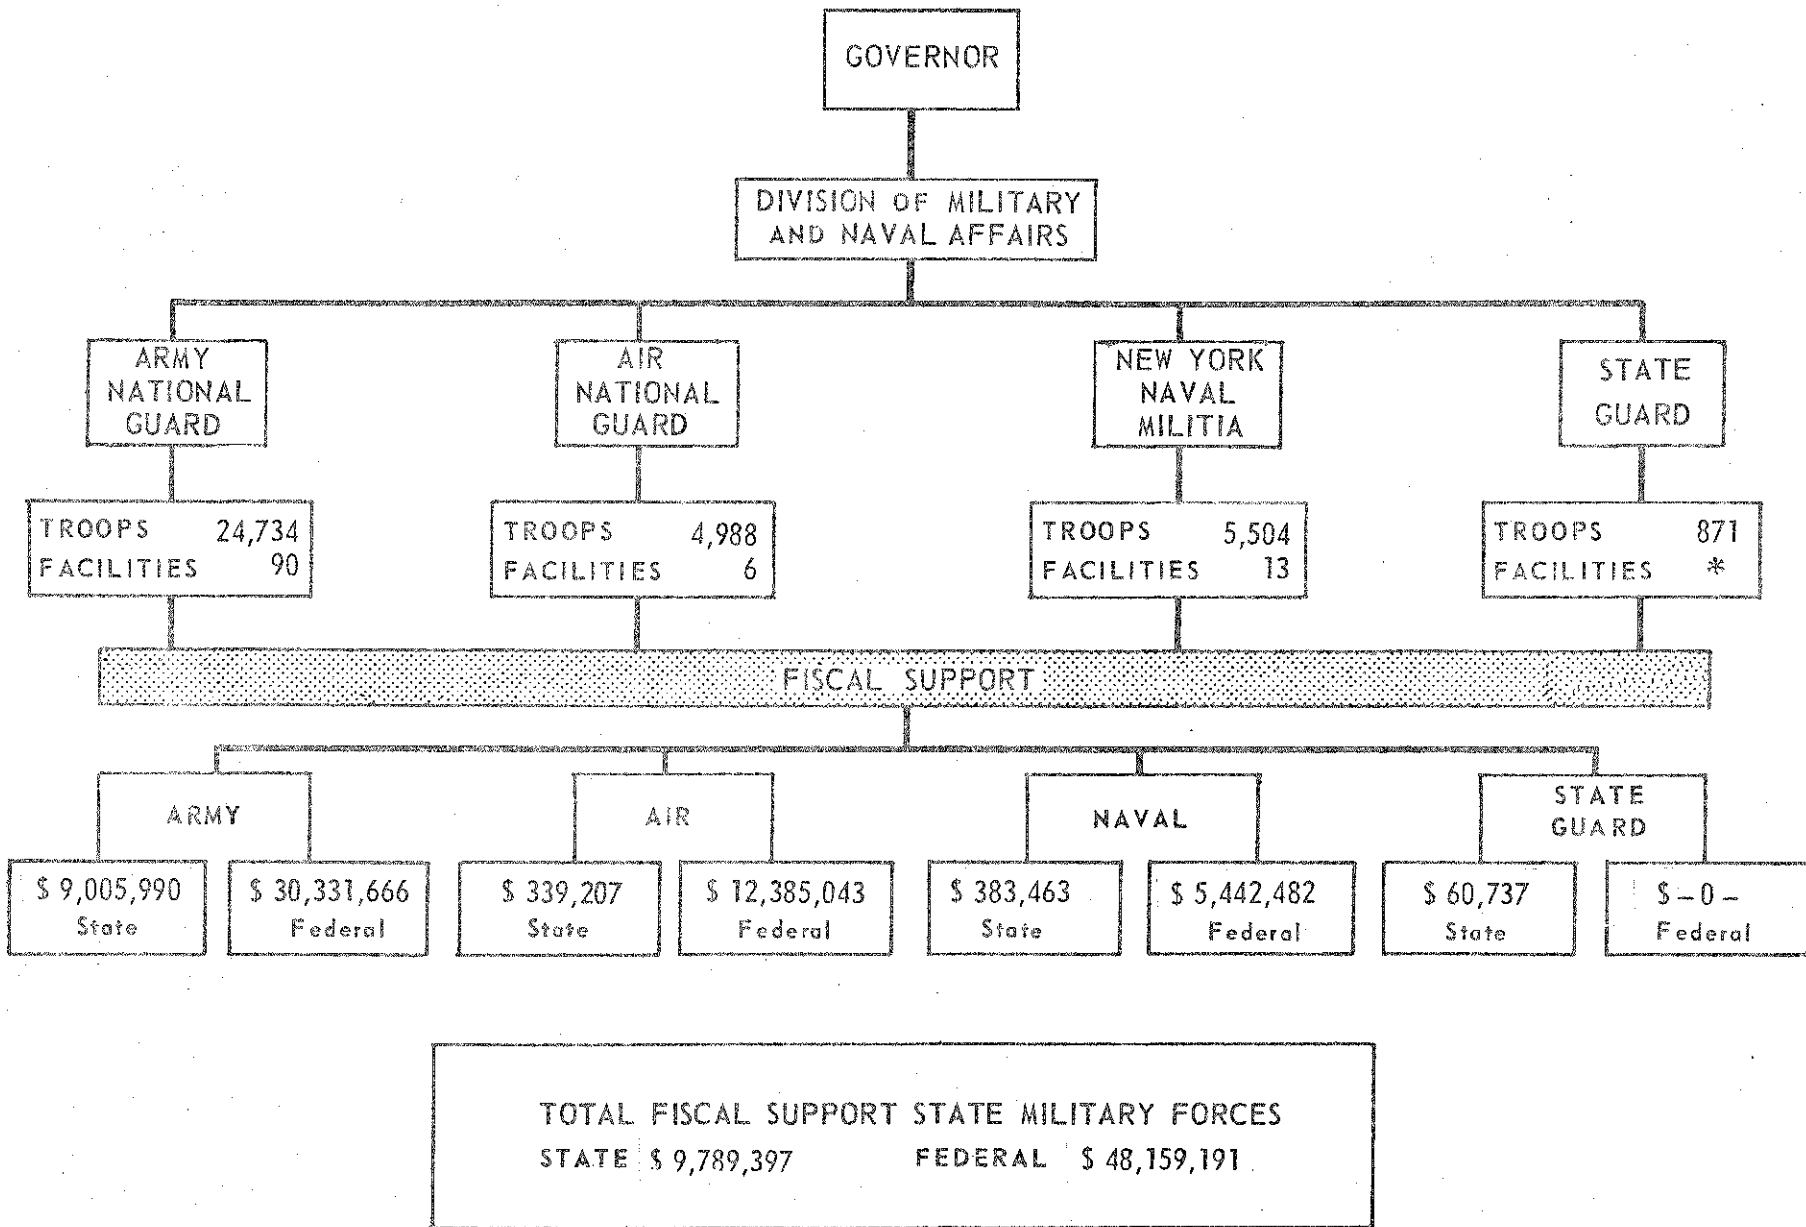 GOVERNOR
DIVISION OF MILITARY
AND NAVAL AFFAIRS
ARMY
NATIONAL
GUARD
AIR
NATIONAL
GUARD
NEW YORK
NAVAL
MILITIA
STATE
GUARD
TROOPS 24,734
FACILITIES 90
TROOPS 4,988
FACILITIES 6
TROOPS 5,504
FACILITIES 13
TROOPS 871
FACILITIES *
FISCAL SUPPORT
ARMY
AIR
NAVAL
STATE
GUARD
$ 9,005,990
State
$ 30,331,666
Federal
$ 339,207
State
$ 12,385,043
Federal
$ 383,463
State
$ 5,442,482
Federal
$ 60,737
State
$ -0-
Federal
TOTAL FISCAL SUPPORT STATE MILITARY FORCES
STATE $ 9,789,397 FEDERAL $ 48,159,191